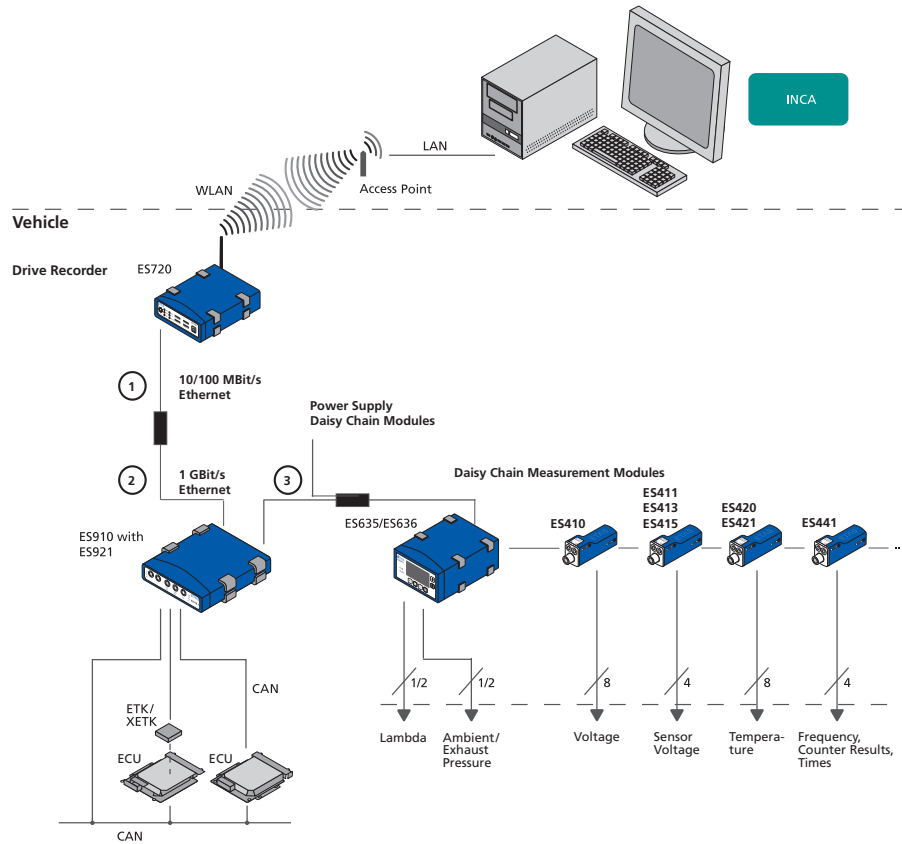 INCA
LAN
Access Point
WLAN
Vehicle
Drive Recorder
ES720
1
10/100 MBit/s
Ethernet
Power Supply
Daisy Chain Modules
2
1 GBit/s
Ethernet
3
Daisy Chain Measurement Modules
ES910 with
ES921
ES635/ES636
ES410
ES411
ES413
ES415
ES420
ES421
ES441
..
CAN
ETK/
XETK
ECU
ECU
CAN
1/2
1/2
8
4
8
4
Lambda
Ambient/
Exhaust
Pressure
Voltage
Sensor
Voltage
Tempera-
ture
Frequency,
Counter Results,
Times